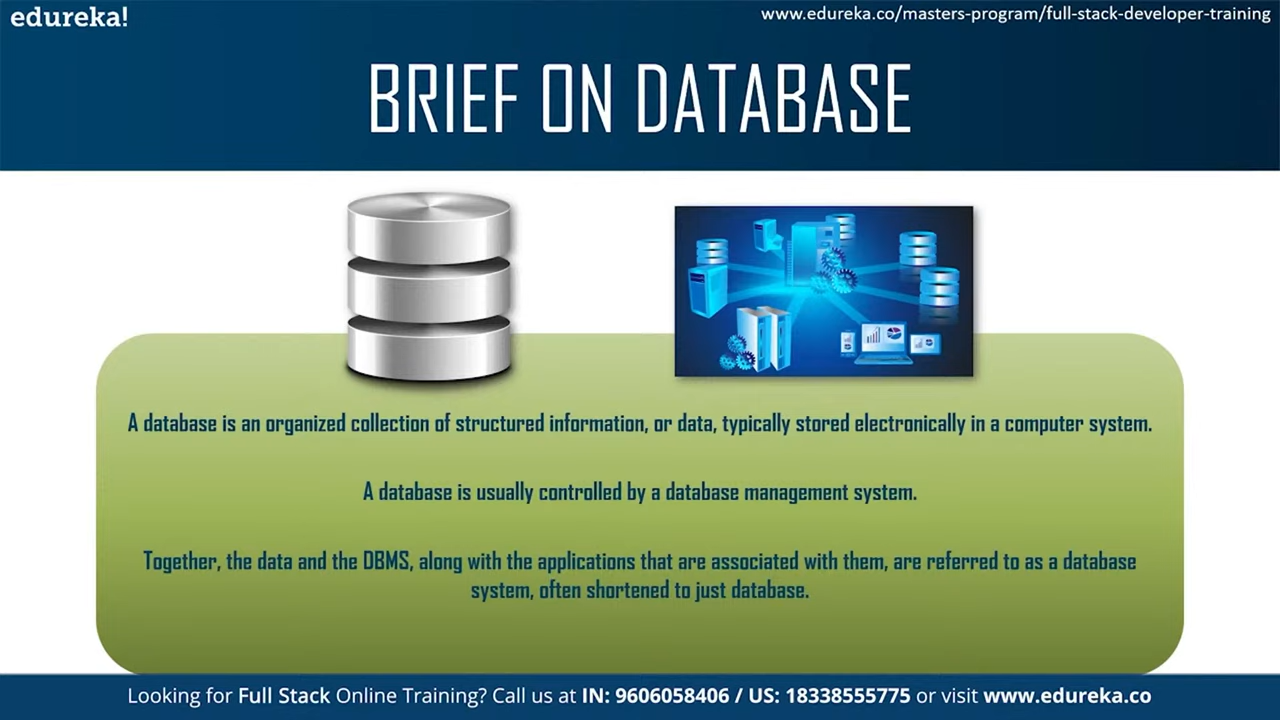 edureka!
www.edureka.co/masters-program/full-stack-developer-training
BRIEF ON DATABASE
A database is an organized collection of structured information, or data, typically stored electronically in a computer system.
A database is usually controlled by a database management system.
Together, the data and the DBMS, along with the applications that are associated with them, are referred to as a database
system, often shortened to just database.
Looking for Full Stack Online Training? Call us at IN: 9606058406 / US: 18338555775 or visit www.edureka.co